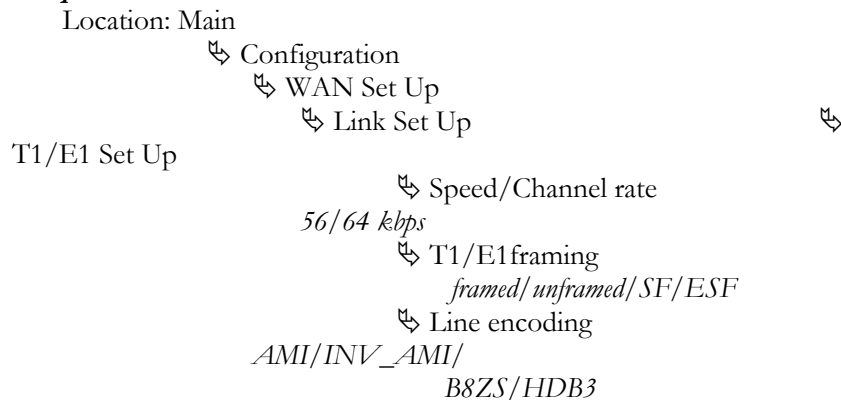 Location: Main
↳ Configuration
↳ WAN Set Up
↳ Link Set Up ↳
T1/E1 Set Up
↳ Speed/Channel rate
56/64 kbps
↳ T1/E1framing
framed/unframed/SF/ESF
↳ Line encoding
AMI/INV_AMI/
B8ZS/HDB3